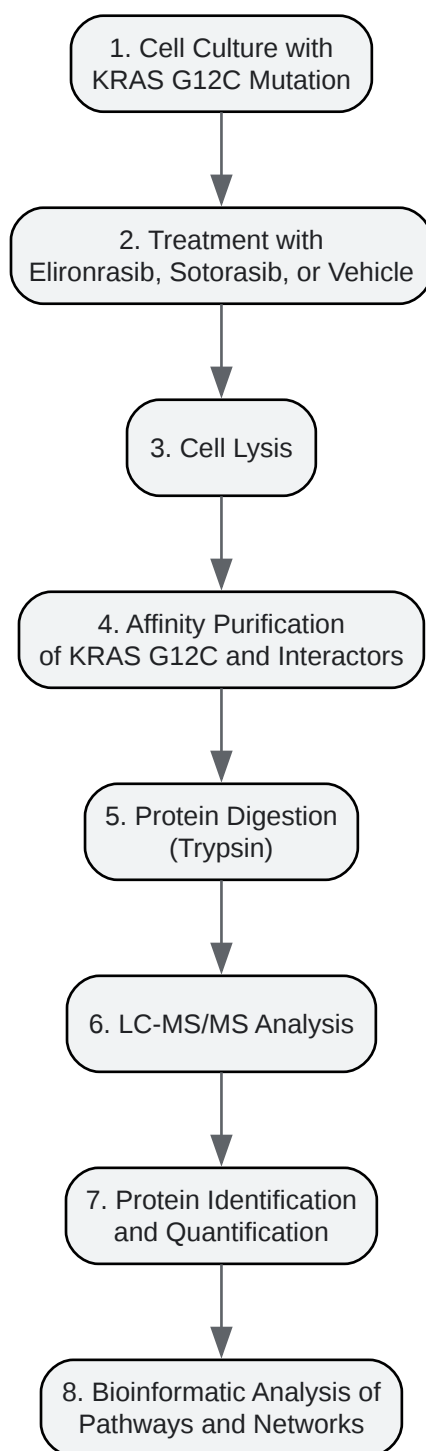 1. Cell Culture with
KRAS G12C Mutation
2. Treatment with
Elironrasib, Sotorasib, or Vehicle
3. Cell Lysis
4. Affinity Purification
of KRAS G12C and Interactors
5. Protein Digestion
(Trypsin)
6. LC-MS/MS Analysis
7. Protein Identification
and Quantification
8. Bioinformatic Analysis of
Pathways and Networks